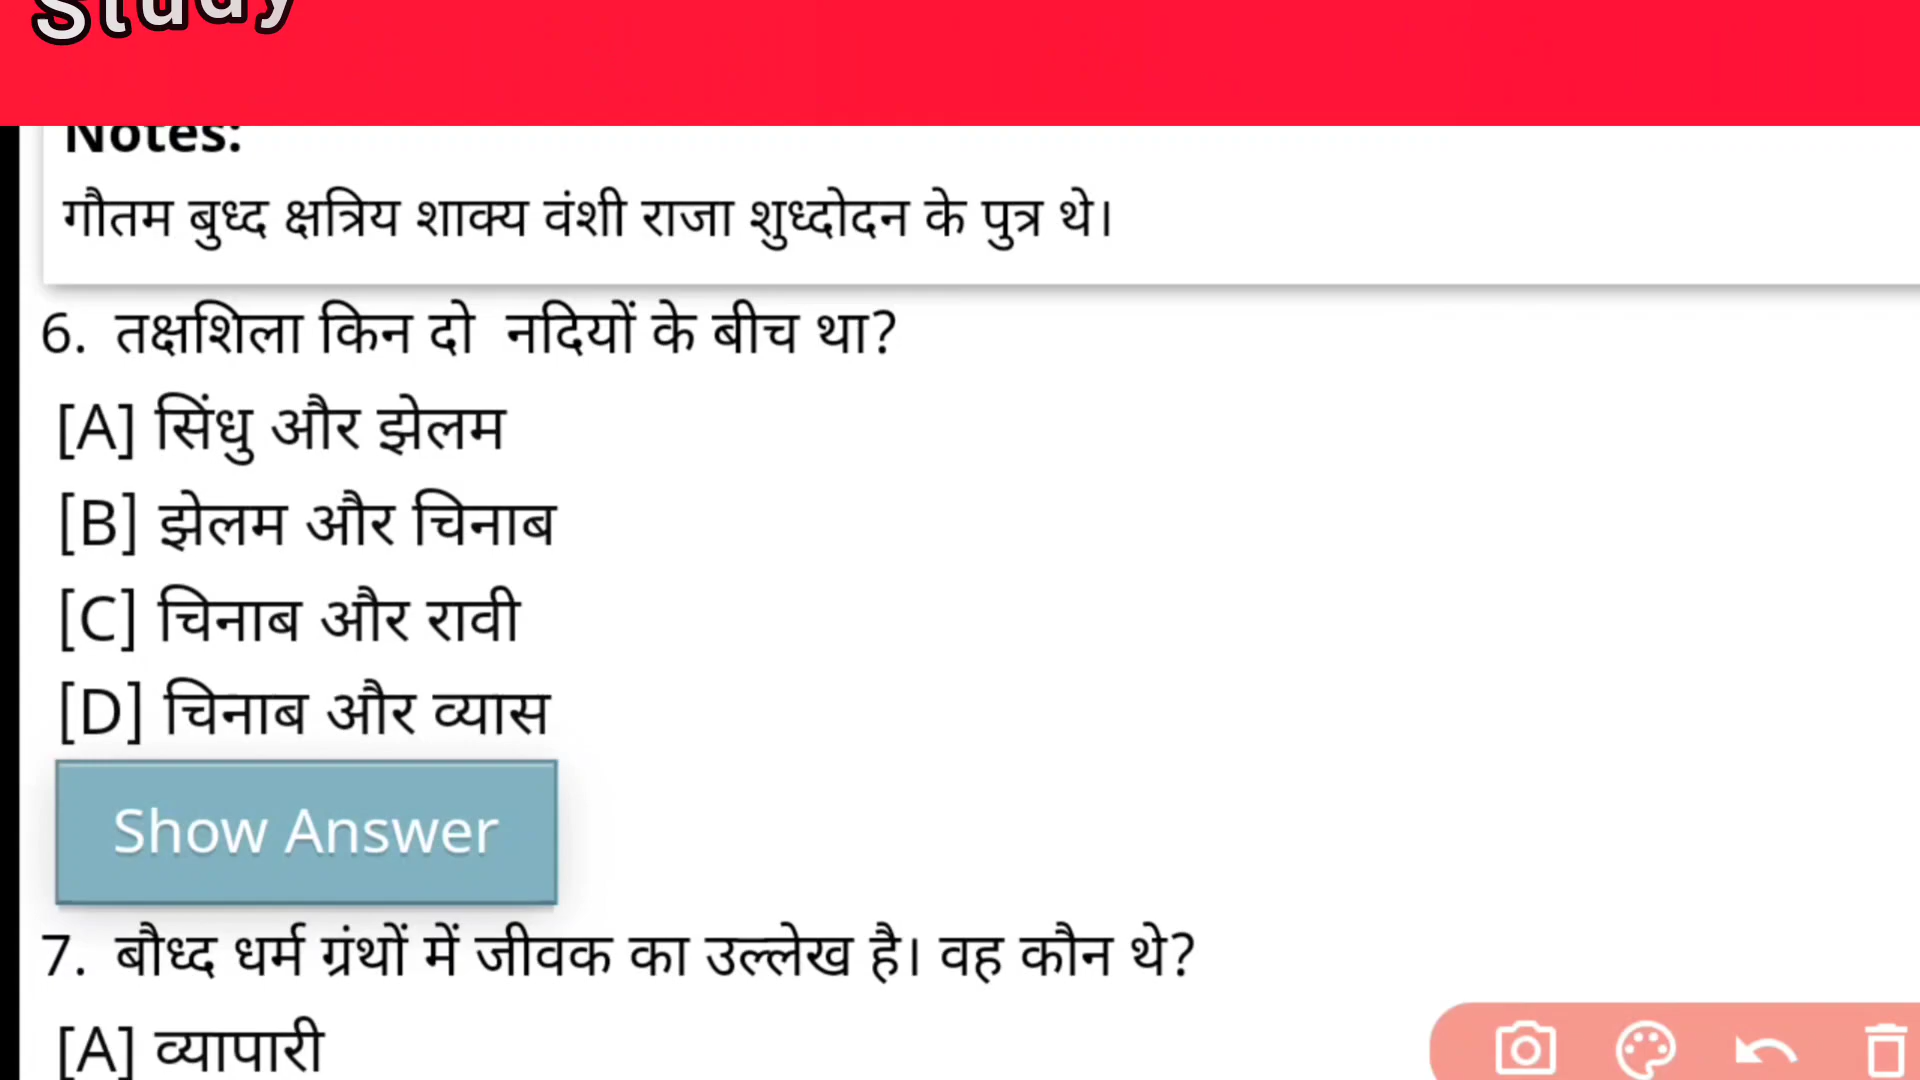 Study
Notes:
गौतम बुध्द क्षत्रिय शाक्य वंशी राजा शुध्दोदन के पुत्र थे।
6. तक्षशिला किन दो नदियों के बीच था?
[A] सिंधु और झेलम
[B] झेलम और चिनाब
[C] चिनाब और रावी
[D] चिनाब और व्यास
Show Answer
7. बौध्द धर्म ग्रंथों में जीवक का उल्लेख है। वह कौन थे?
[A] व्यापारी